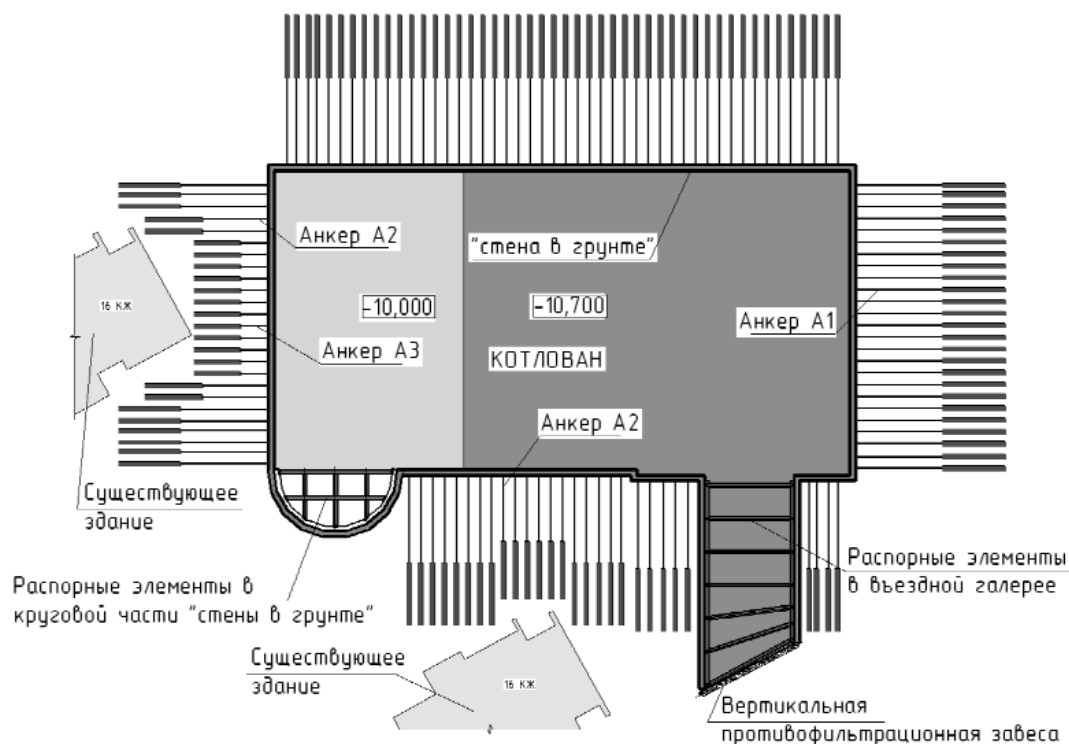 Анкер А2
"стена в грунте"
16 КЖ
-10,000
-10,700
Анкер А1
Анкер А3
КОТЛОВАН
Анкер А2
Существующее
здание
Распорные элементы
в въездной галерее
Распорные элементы в
круговой части "стены в грунте"
Существующее
здание
16 КЖ
Вертикальная
противофильтрационная завеса